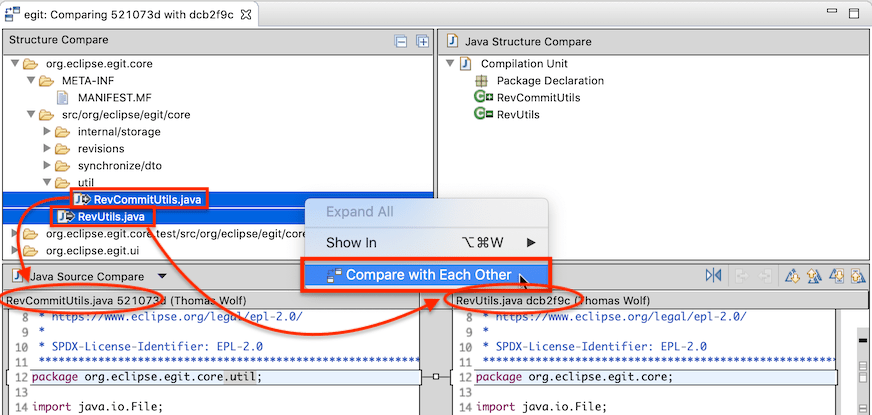 egit: Comparing 521073d with dcb2f9c
Structure Compare
org.eclipse.egit.core
META-INF
MANIFEST.MF
src/org/eclipse/egit/core
internal/storage
revisions
synchronize/dto
util
RevCommitUtils.java
RevUtils.java
org.eclipse.egit.core.test/src/org/eclipse/egit/core
org.eclipse.egit.ui
Java Structure Compare
Compilation Unit
Package Declaration
RevCommitUtils
RevUtils
Expand All
Show In ⌥⌘W
Compare with Each Other
Java Source Compare
RevCommitUtils.java 521073d (Thomas Wolf)
8 * https://www.eclipse.org/legal/epl-2.0/
9 *
10 * SPDX-License-Identifier: EPL-2.0
11 ****************************************************
12 package org.eclipse.egit.core.util;
13
14 import java.io.File;
RevUtils.java dcb2f9c (Thomas Wolf)
8 * https://www.eclipse.org/legal/epl-2.0/
9 *
10 * SPDX-License-Identifier: EPL-2.0
11 ****************************************************
12 package org.eclipse.egit.core;
13
14 import java.io.File;